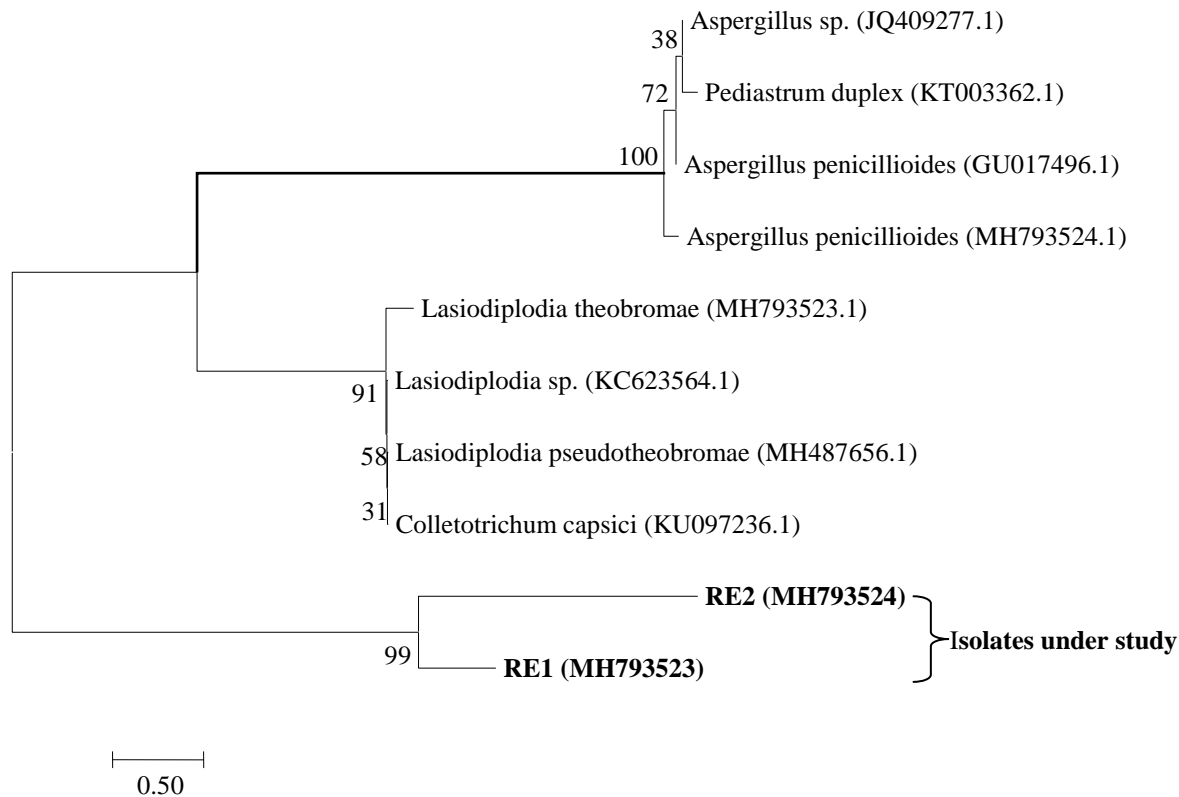 Aspergillus sp. (JQ409277.1)
38
Pediastrum duplex (KT003362.1)
72
Aspergillus penicillioides (GU017496.1)
100
Aspergillus penicillioides (MH793524.1)
Lasiodiplodia theobromae (MH793523.1)
Lasiodiplodia sp. (KC623564.1)
91
Lasiodiplodia pseudotheobromae (MH487656.1)
58
Colletotrichum capsici (KU097236.1)
31
RE2 (MH793524)
Isolates under study
99
RE1 (MH793523)
0.50